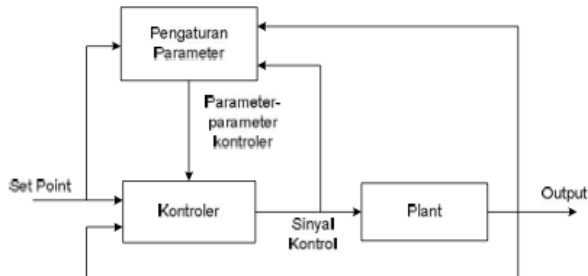 Pengaturan
Parameter
Parameter-
parameter
kontroler
Set Point
Kontroler
Sinyal
Kontrol
Plant
Output